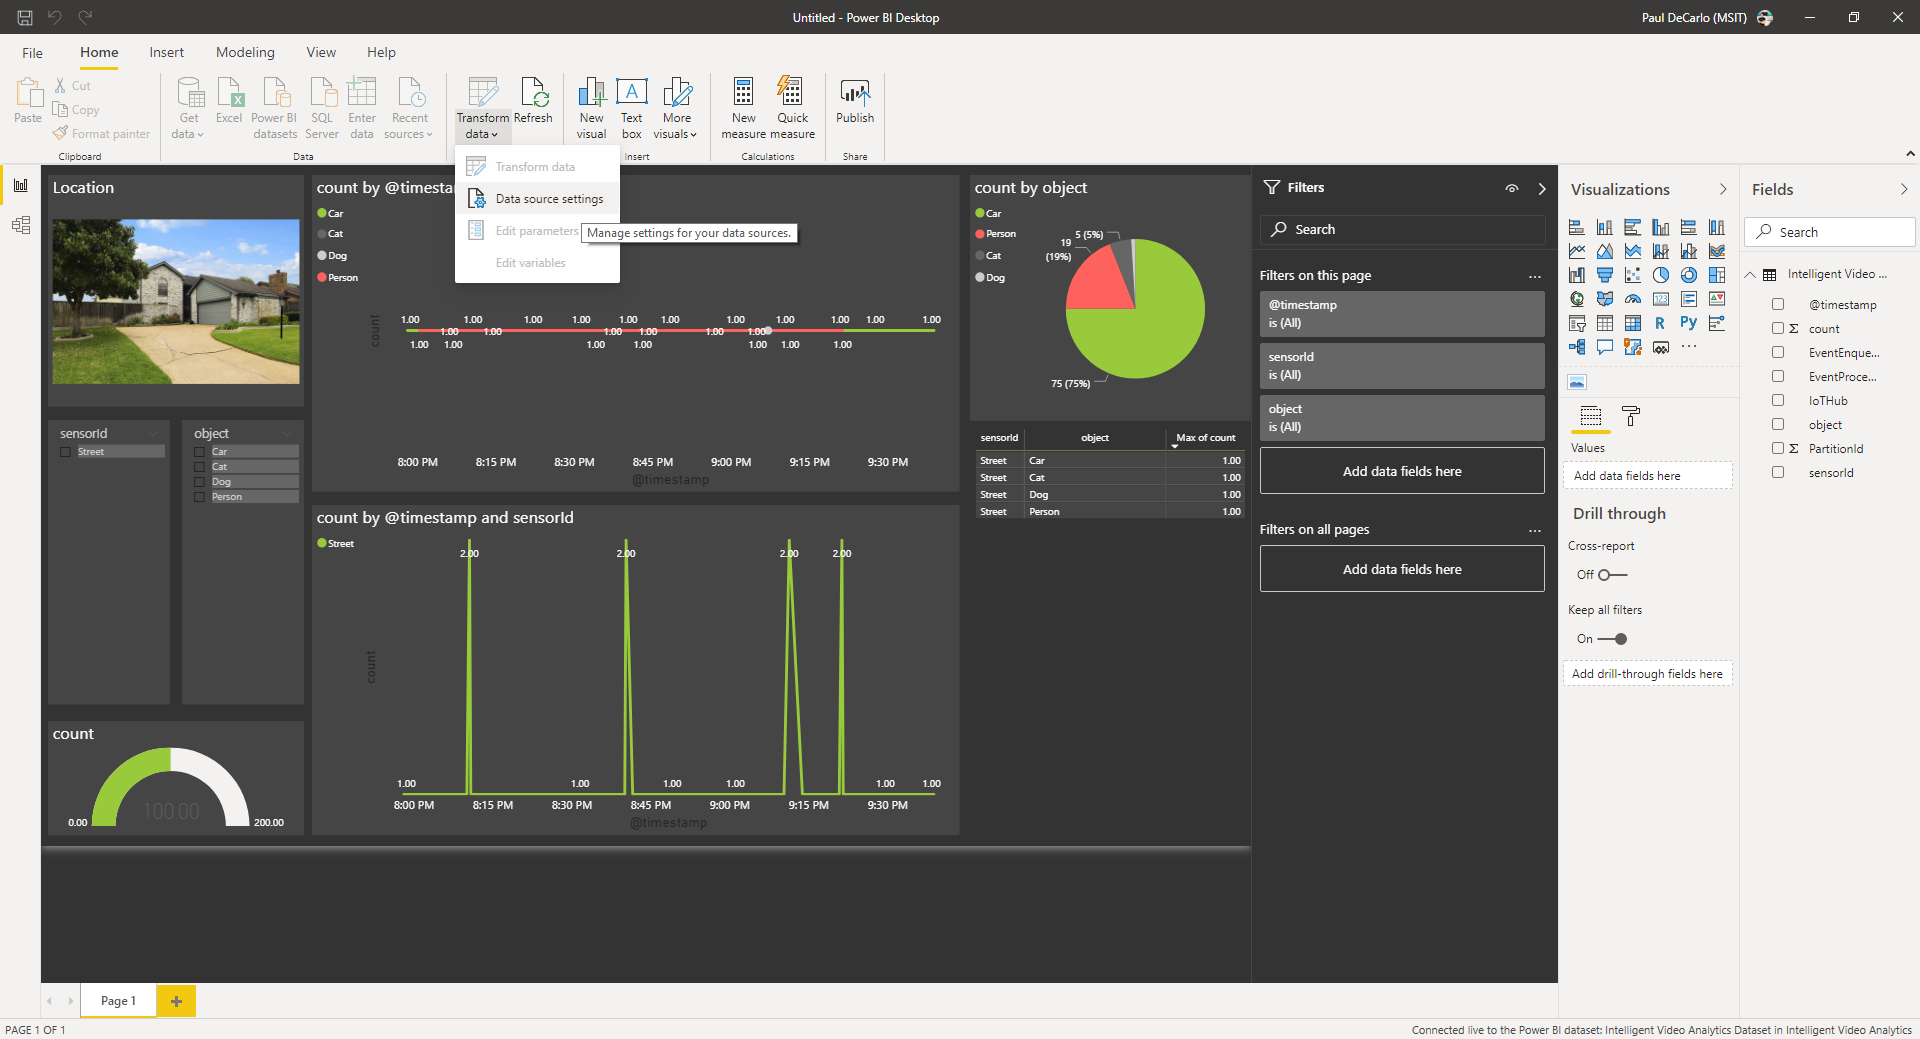 Untitled - Power BI Desktop
Paul DeCarlo (MSIT)
File
Home
Insert
Modeling
View
Help
Paste
Cut
Copy
Format painter
Clipboard
Get
data
Excel
Power BI
datasets
SQL
Server
Enter
data
Recent
sources
Data
Transform
data
Refresh
New
visual
Text
box
More
visuals
Insert
New
measure
Quick
measure
Calculations
Publish
Share
Transform data
Data source settings
Edit parameters
Edit variables
Manage settings for your data sources.
Location
sensorId
Street
object
Car
Cat
Dog
Person
count
0.00
100.00
200.00
count by @timesta
Car
Cat
Dog
Person
count
1.00 1.00 1.00 1.00 1.00 1.00 1.00 1.00 1.00 1.00 1.00
1.00 1.00 1.00 1.00 1.00 1.00
1.00 1.00 1.00 1.00 1.00 1.00 1.00
8:00 PM 8:15 PM 8:30 PM 8:45 PM 9:00 PM 9:15 PM 9:30 PM
@timestamp
count by @timestamp and sensorId
Street
2.00 2.00 2.00 2.00
count
1.00 1.00 1.00 1.00 1.00 1.00
8:00 PM 8:15 PM 8:30 PM 8:45 PM 9:00 PM 9:15 PM 9:30 PM
@timestamp
count by object
Car
Person
Cat
Dog
5 (5%)
19
(19%)
75 (75%)
sensorId object Max of count
Street Car 1.00
Street Cat 1.00
Street Dog 1.00
Street Person 1.00
Filters
Search
Filters on this page
@timestamp
is (All)
sensorId
is (All)
object
is (All)
Add data fields here
Filters on all pages
Add data fields here
Visualizations
R
Py
123
Values
Add data fields here
Drill through
Cross-report
Off
Keep all filters
On
Add drill-through fields here
Fields
Search
Intelligent Video ...
@timestamp
Σ count
EventEnque...
EventProce...
IoTHub
object
Σ PartitionId
sensorId
Page 1
+
PAGE 1 OF 1
Connected live to the Power BI dataset: Intelligent Video Analytics Dataset in Intelligent Video Analytics